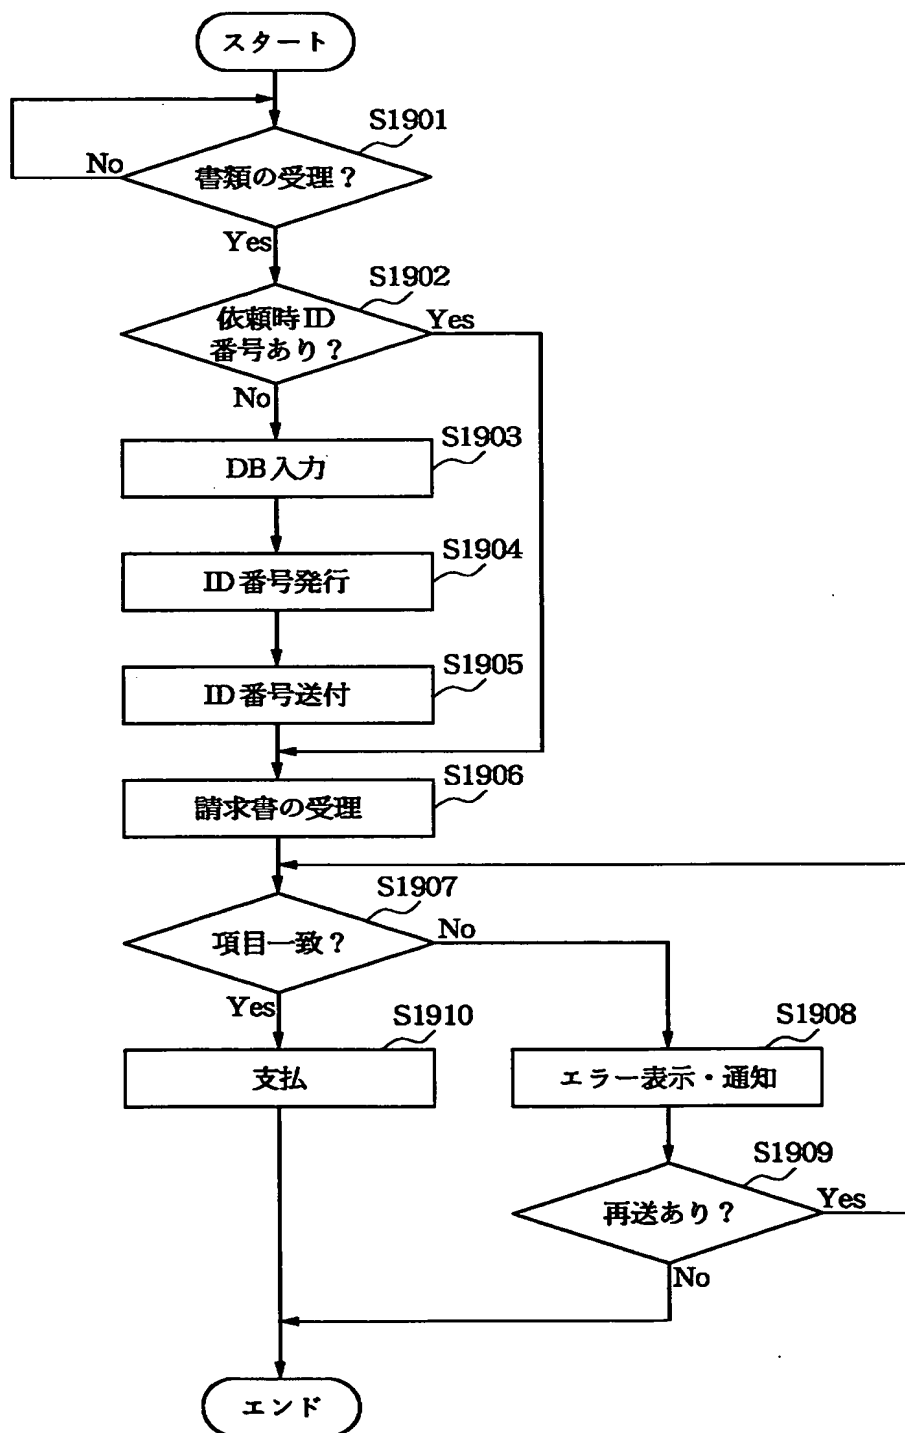 スタート
S1901
No
書類の受理？
Yes
S1902
依頼時ID
番号あり？
Yes
No
S1903
DB入力
S1904
ID番号発行
S1905
ID番号送付
S1906
請求書の受理
S1907
項目一致？
No
Yes
S1910
支払
S1908
エラー表示・通知
S1909
再送あり？
Yes
No
エンド